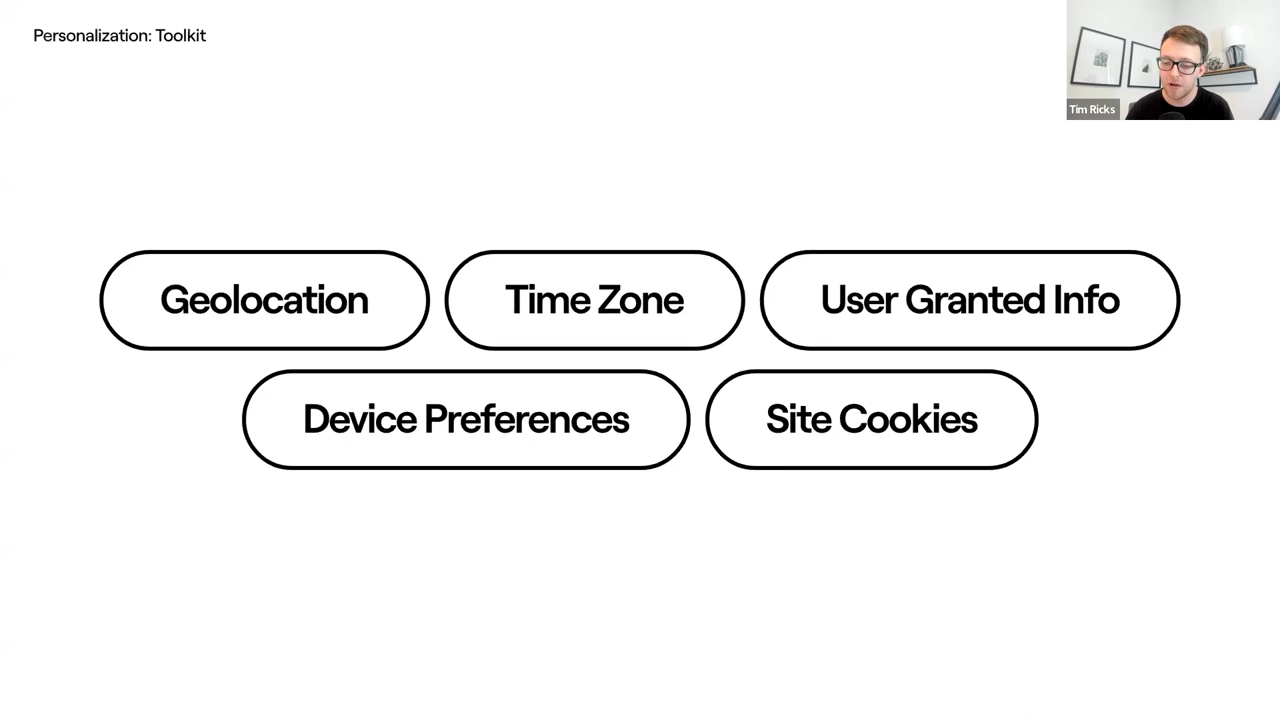 Personalization: Toolkit
Tim Ricks
Geolocation
Time Zone
User Granted Info
Device Preferences
Site Cookies